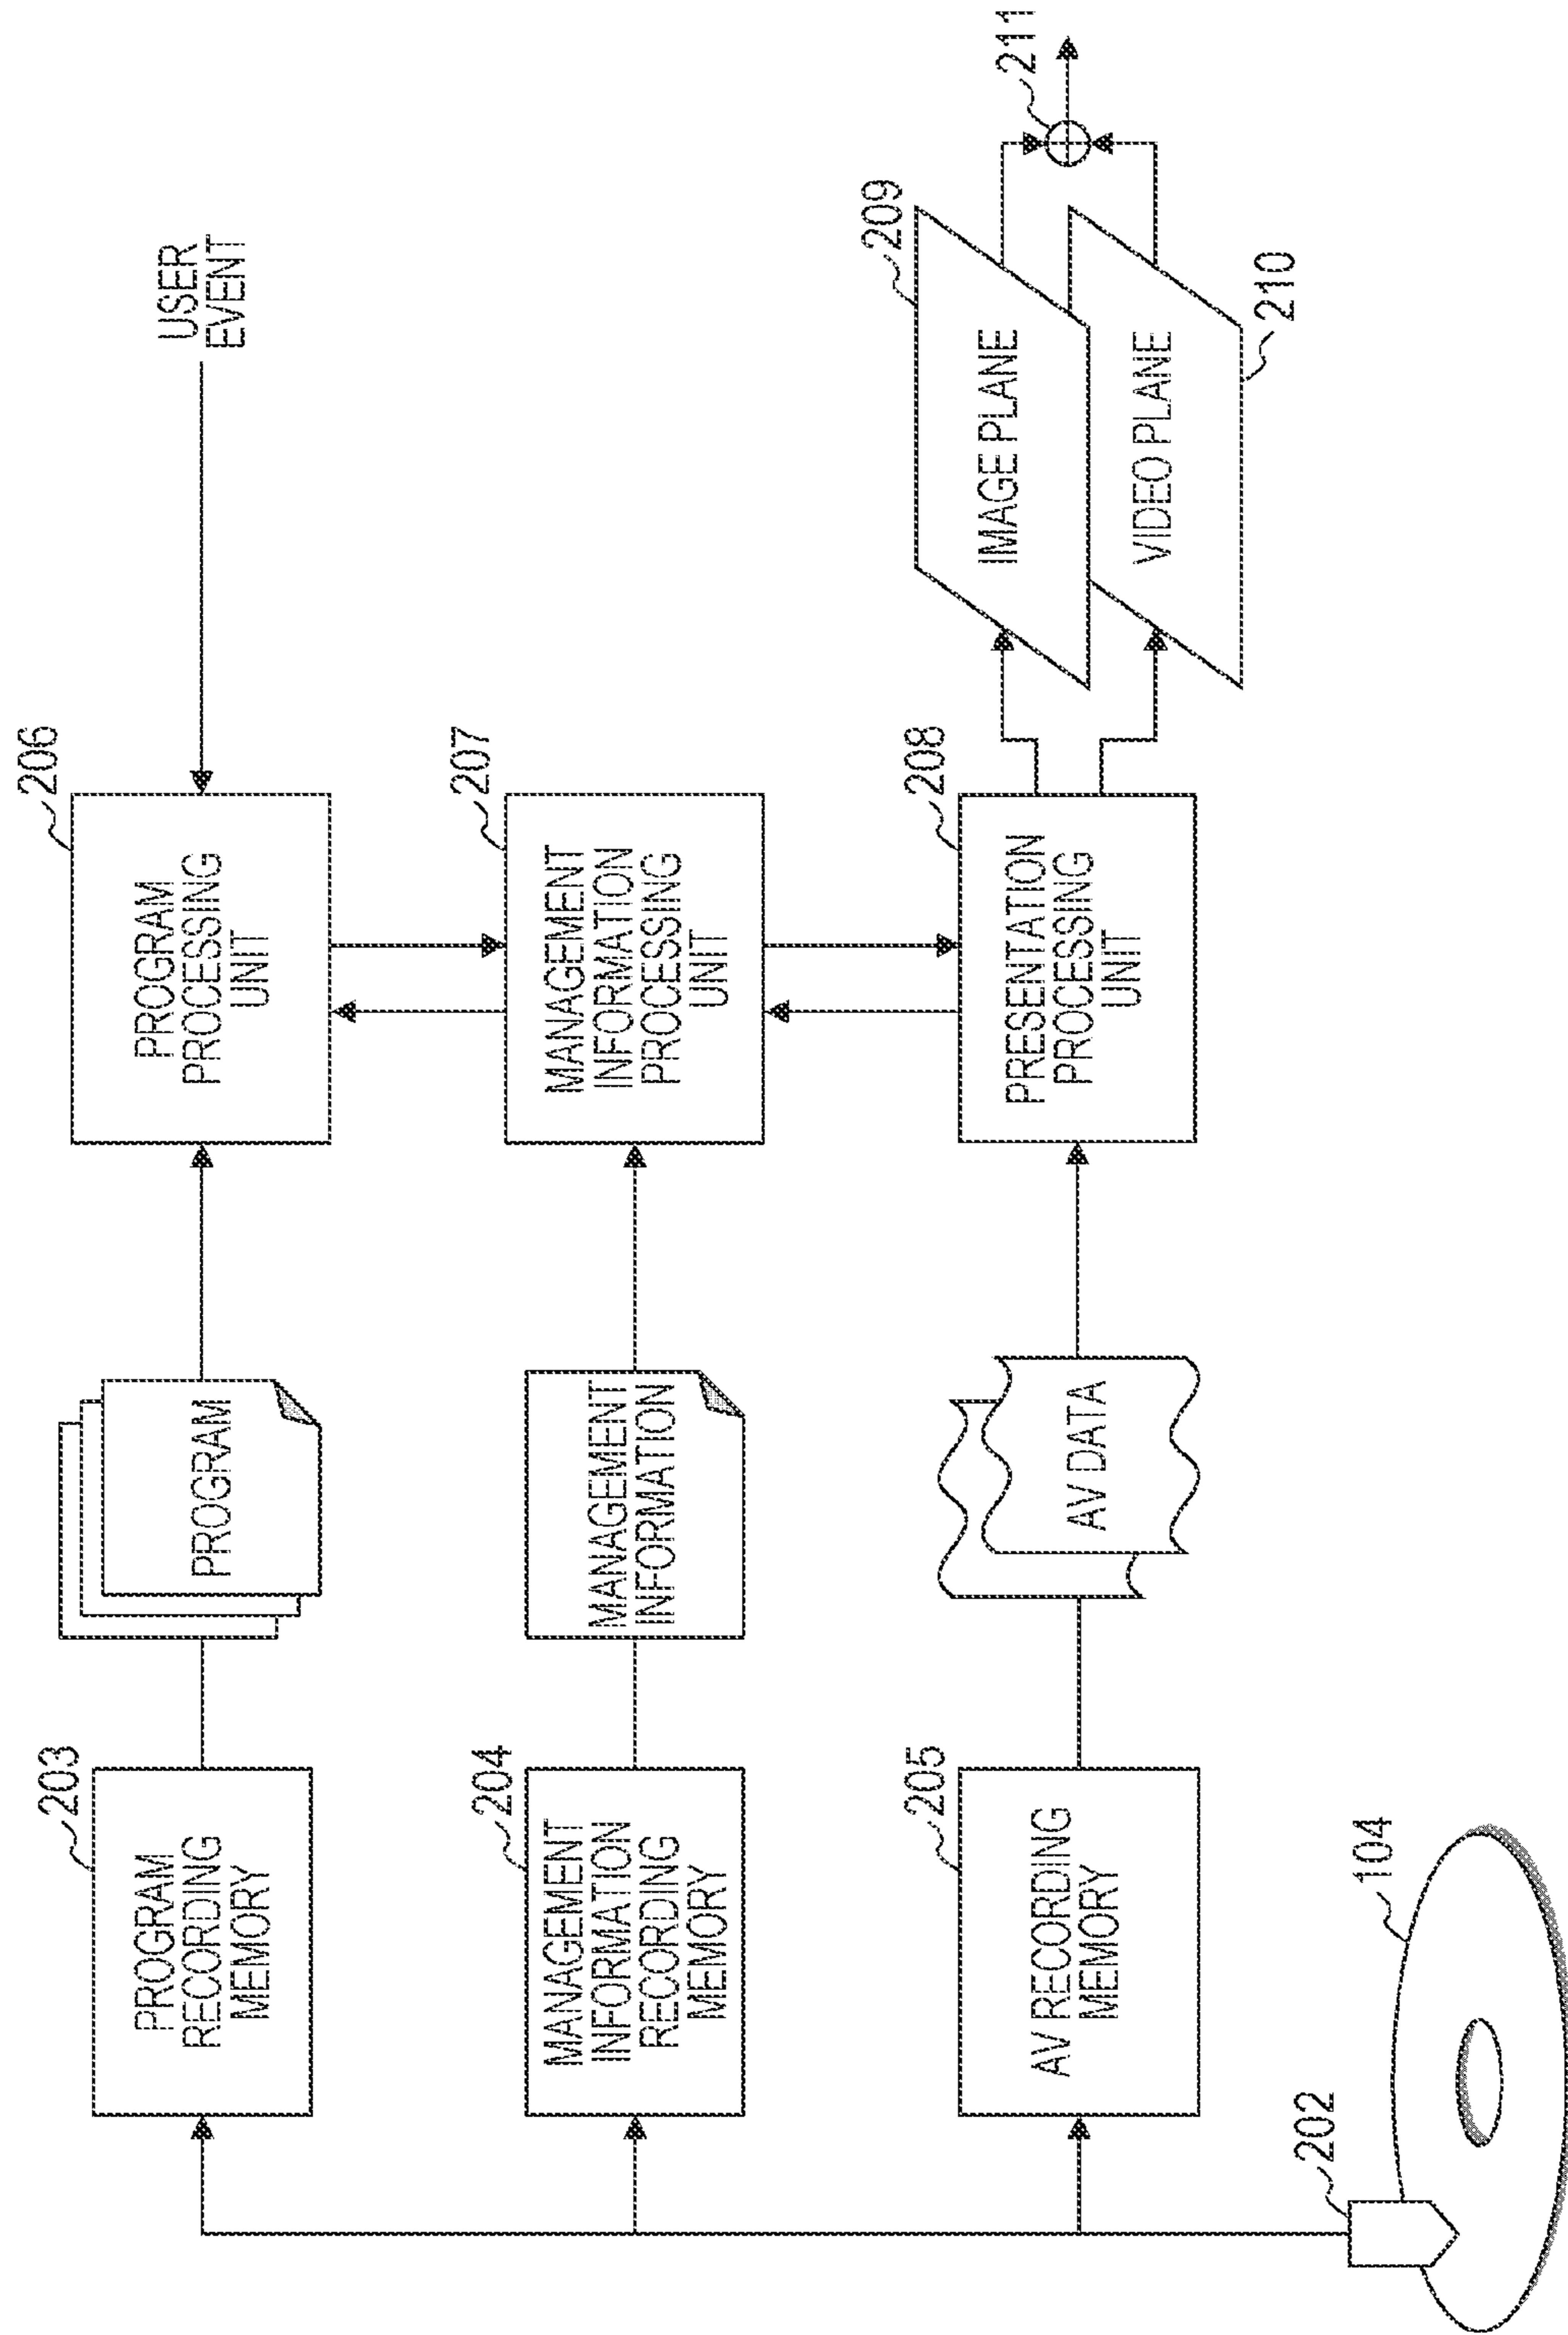 203
PROGRAM
RECORDING
MEMORY
PROGRAM
206
PROGRAM
PROCESSING
UNIT
USER
EVENT
204
MANAGEMENT
INFORMATION
RECORDING
MEMORY
MANAGEMENT
INFORMATION
207
MANAGEMENT
INFORMATION
PROCESSING
UNIT
205
AV RECORDING
MEMORY
AV DATA
208
PRESENTATION
PROCESSING
UNIT
209
IMAGE PLANE
211
VIDEO PLANE
210
202
104